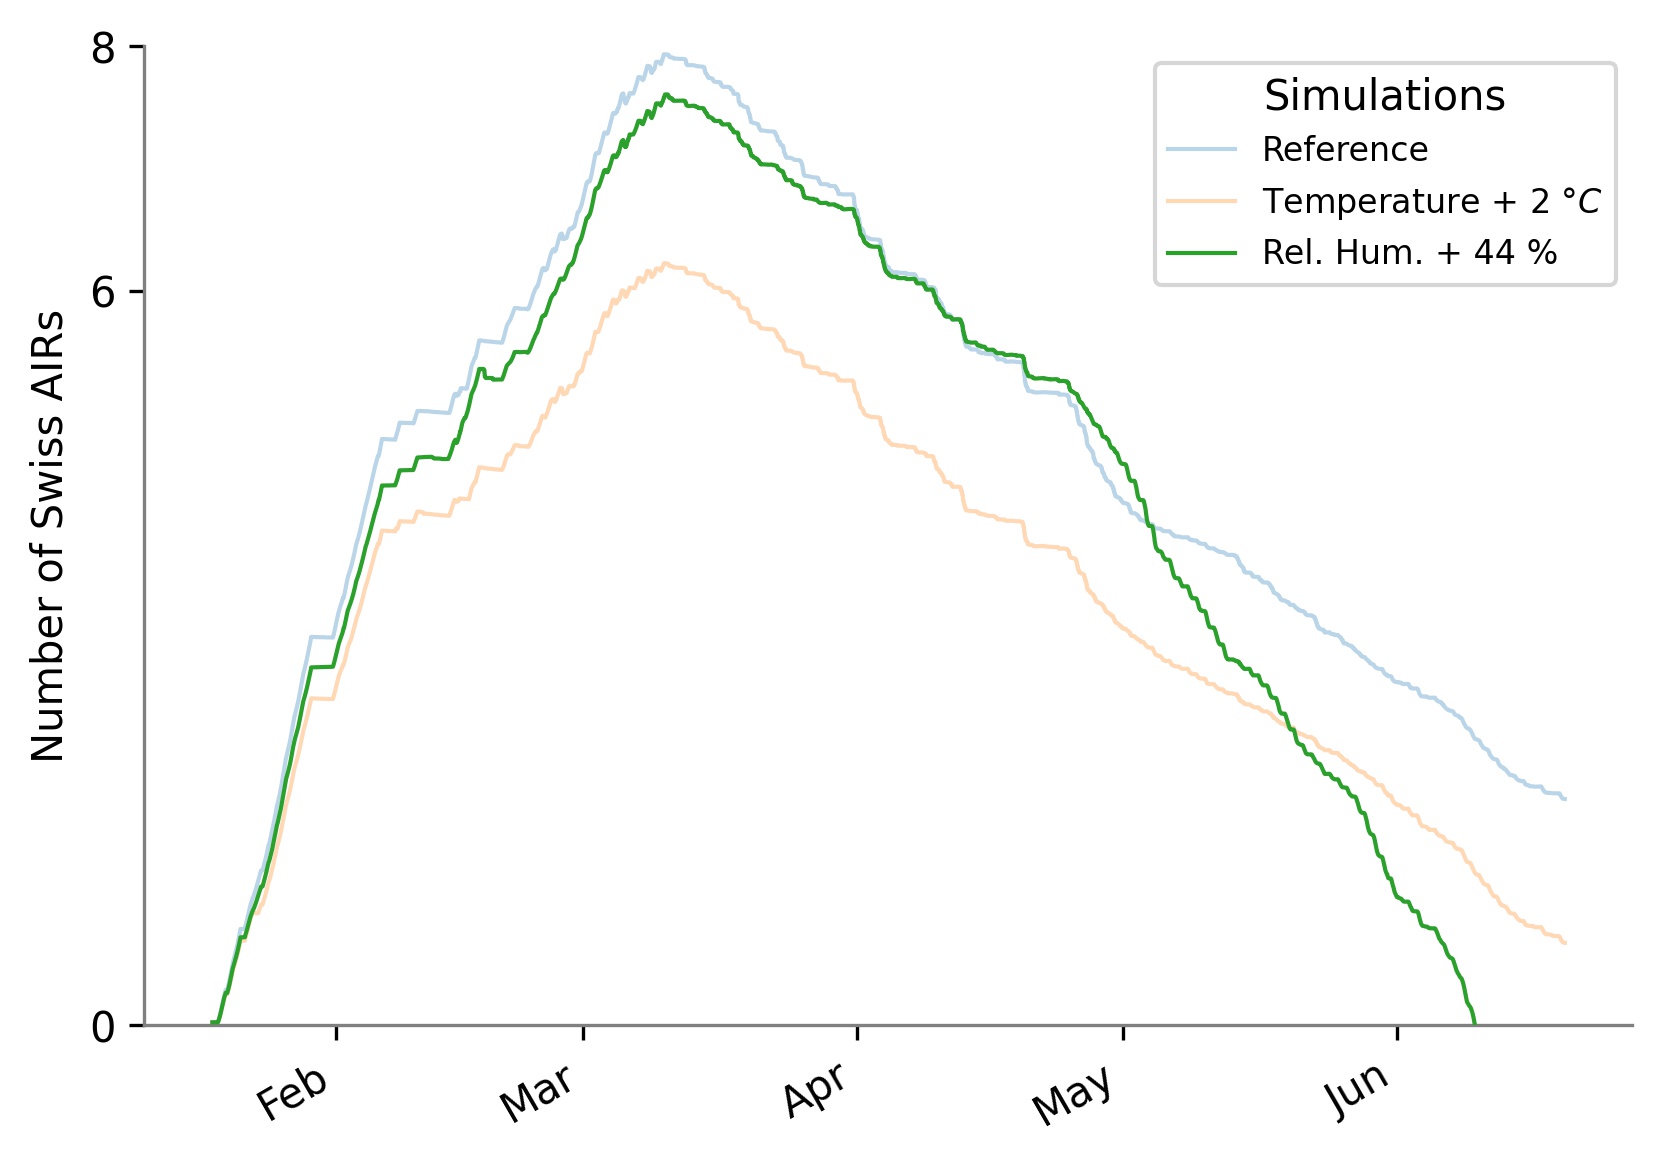 8
6
0
Number of Swiss AIRs
Simulations
Reference
Temperature + 2 °C
Rel. Hum. + 44 %
Feb
Mar
Apr
May
Jun